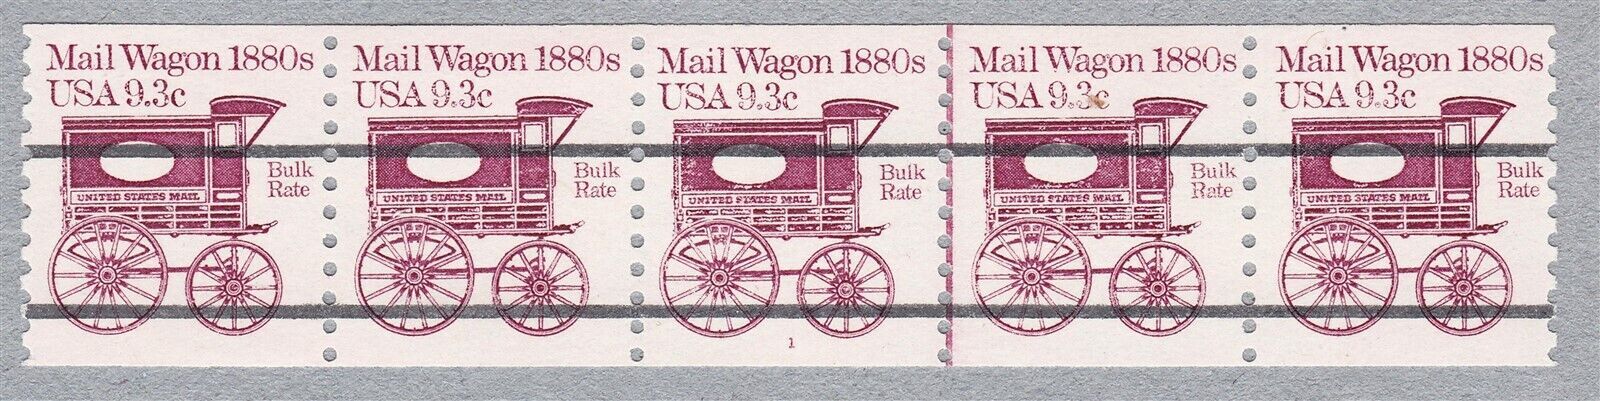 Mail Wagon 1880s
USA 9.3c
Bulk
Rate
UNITED STATES MAIL
Mail Wagon 1880s
USA 9.3c
Bulk
Rate
UNITED STATES MAIL
Mail Wagon 1880s
USA 9.3c
Bulk
Rate
UNITED STATES MAIL
1
Mail Wagon 1880s
USA 9.3c
Bulk
Rate
UNITED STATES MAIL
Mail Wagon 1880s
USA 9.3c
Bulk
Rate
UNITED STATES MAIL